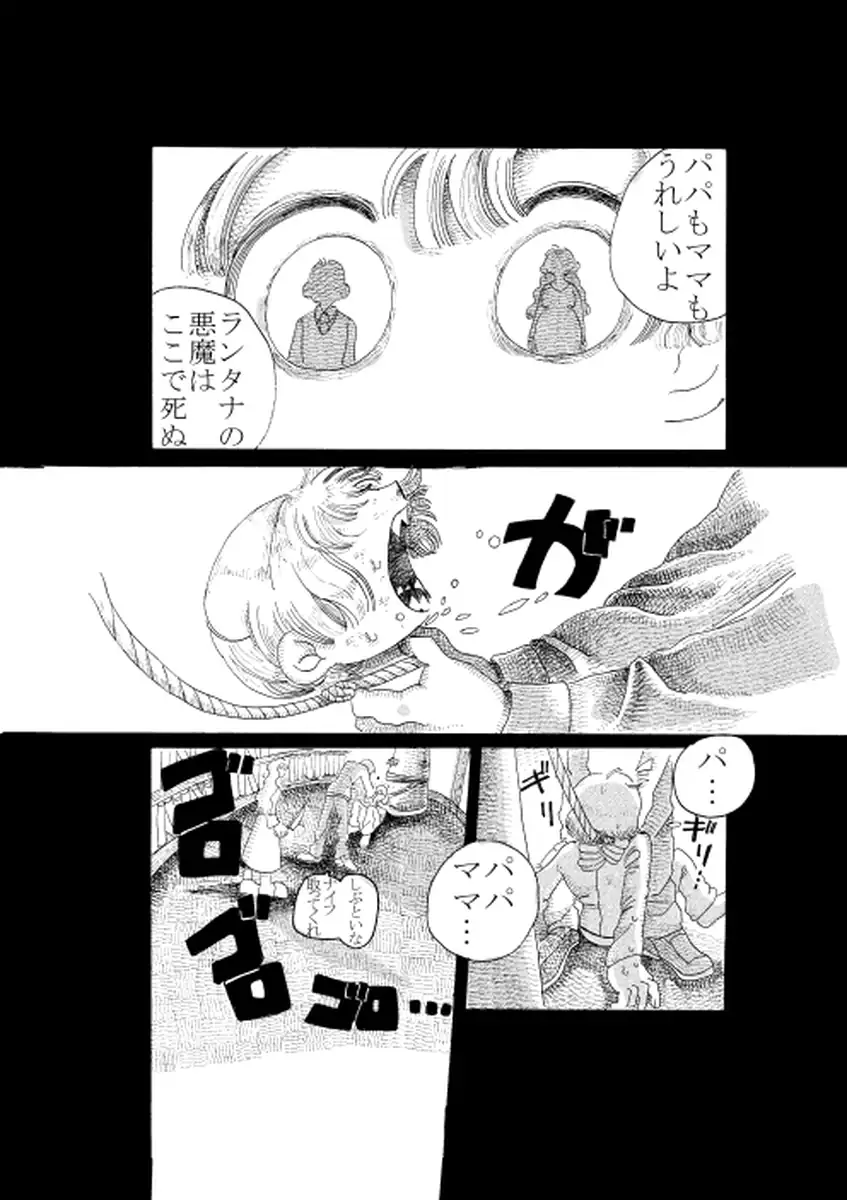 パパもママも
うれしいよ
ランタナの
悪魔は
ここで死ぬ
ガ
パ…
ギリ…
ギリ!!
パパ
ママ…
しぶといな
ナイフ
取ってくれ
ゴロ
ゴロ
ゴロ…